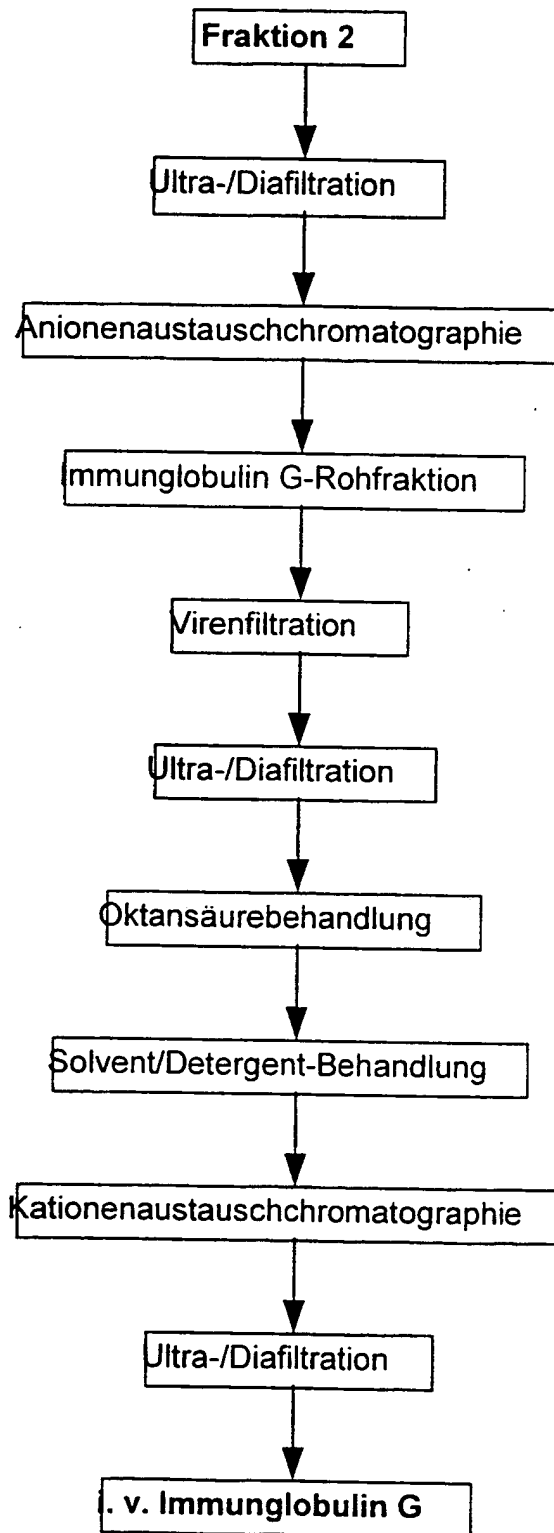 Fraktion 2
Ultra-/Diafiltration
Anionenaustauschchromatographie
Immunglobulin G-Rohfraktion
Virenfiltration
Ultra-/Diafiltration
Oktansäurebehandlung
Solvent/Detergent-Behandlung
Kationenaustauschchromatographie
Ultra-/Diafiltration
i. v. Immunglobulin G